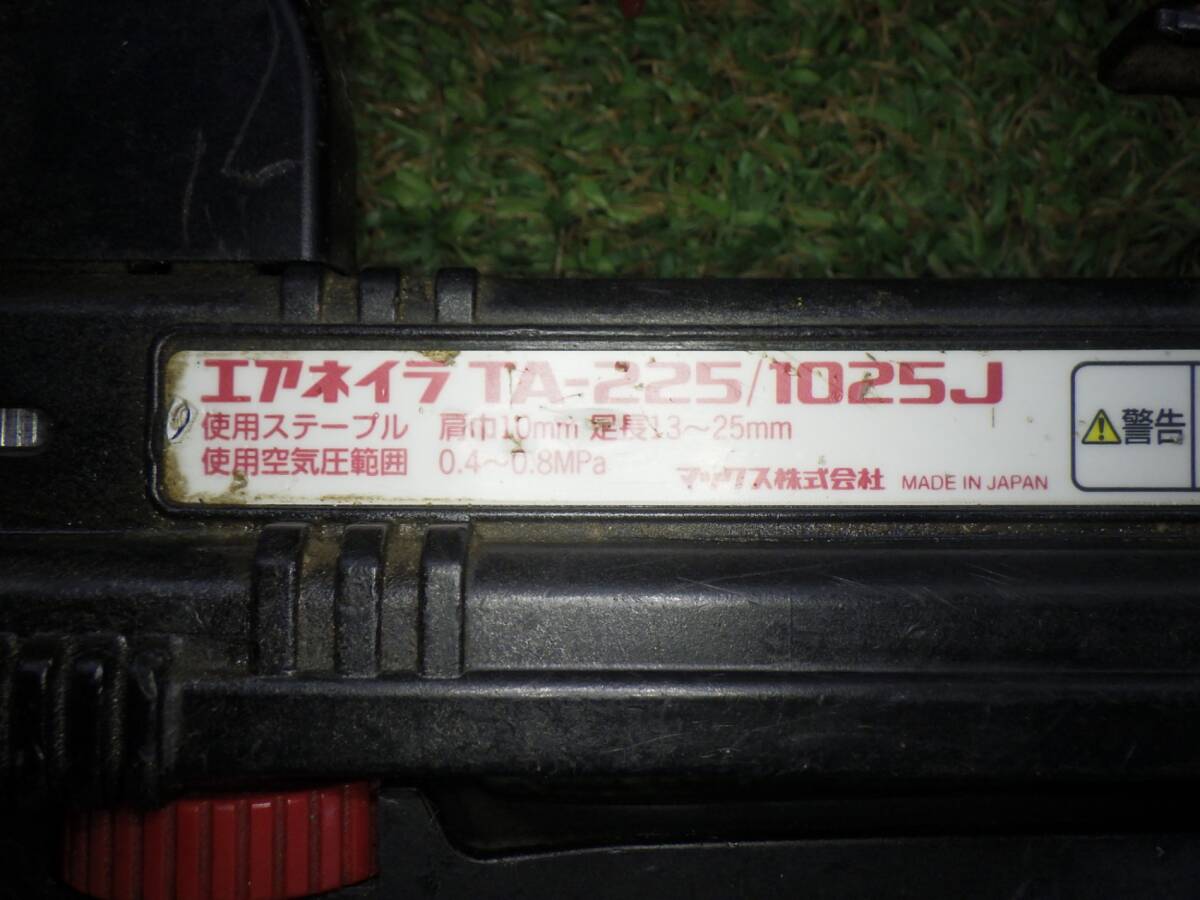 エアネイラ TA-225/1025J
使用ステープル 肩巾10mm 足長13～25mm
使用空気圧範囲 0.4～0.8MPa
マックス株式会社 MADE IN JAPAN
警告